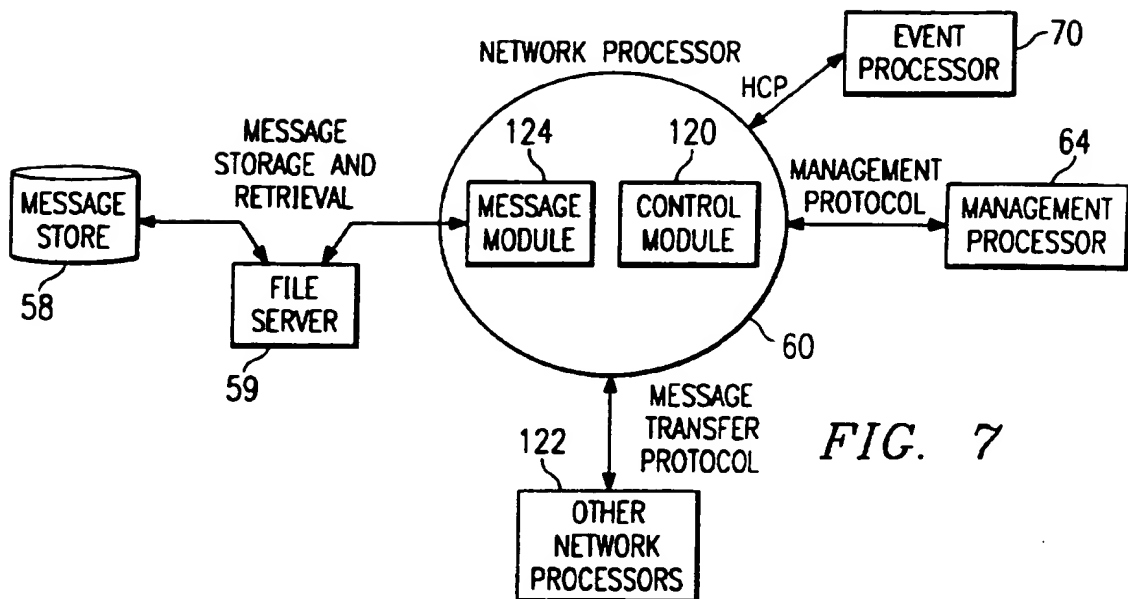 NETWORK PROCESSOR
HCP
EVENT
PROCESSOR
70
MESSAGE
STORAGE AND
RETRIEVAL
124
120
MANAGEMENT
PROTOCOL
64
MESSAGE
STORE
58
FILE
SERVER
59
MESSAGE
MODULE
CONTROL
MODULE
MANAGEMENT
PROCESSOR
60
MESSAGE
TRANSFER
PROTOCOL
122
OTHER
NETWORK
PROCESSORS
FIG. 7